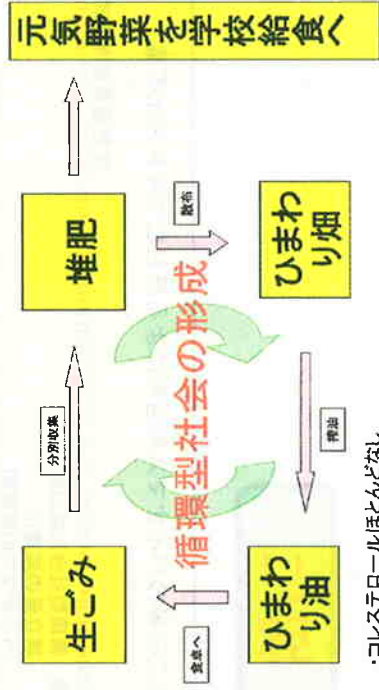 元気野菜を学校給食へ
生ごみ
分別収集
堆肥
散布
循環型社会の形成
食卓へ
ひまわ
り油
搾油
ひまわ
り畑
・コレステロールほとんどなし